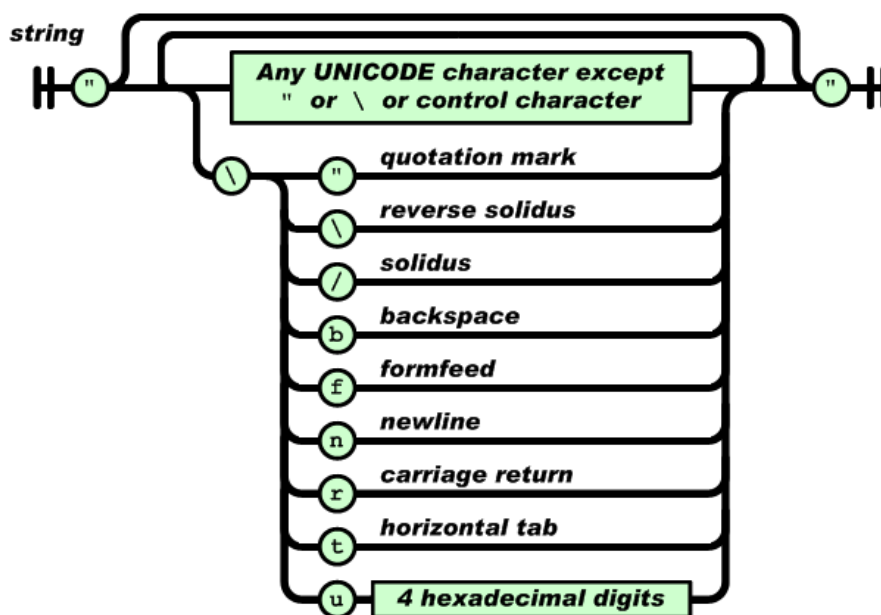 string
"
Any UNICODE character except
" or \ or control character
"
\
" quotation mark
\ reverse solidus
/ solidus
b backspace
f formfeed
n newline
r carriage return
t horizontal tab
u 4 hexadecimal digits